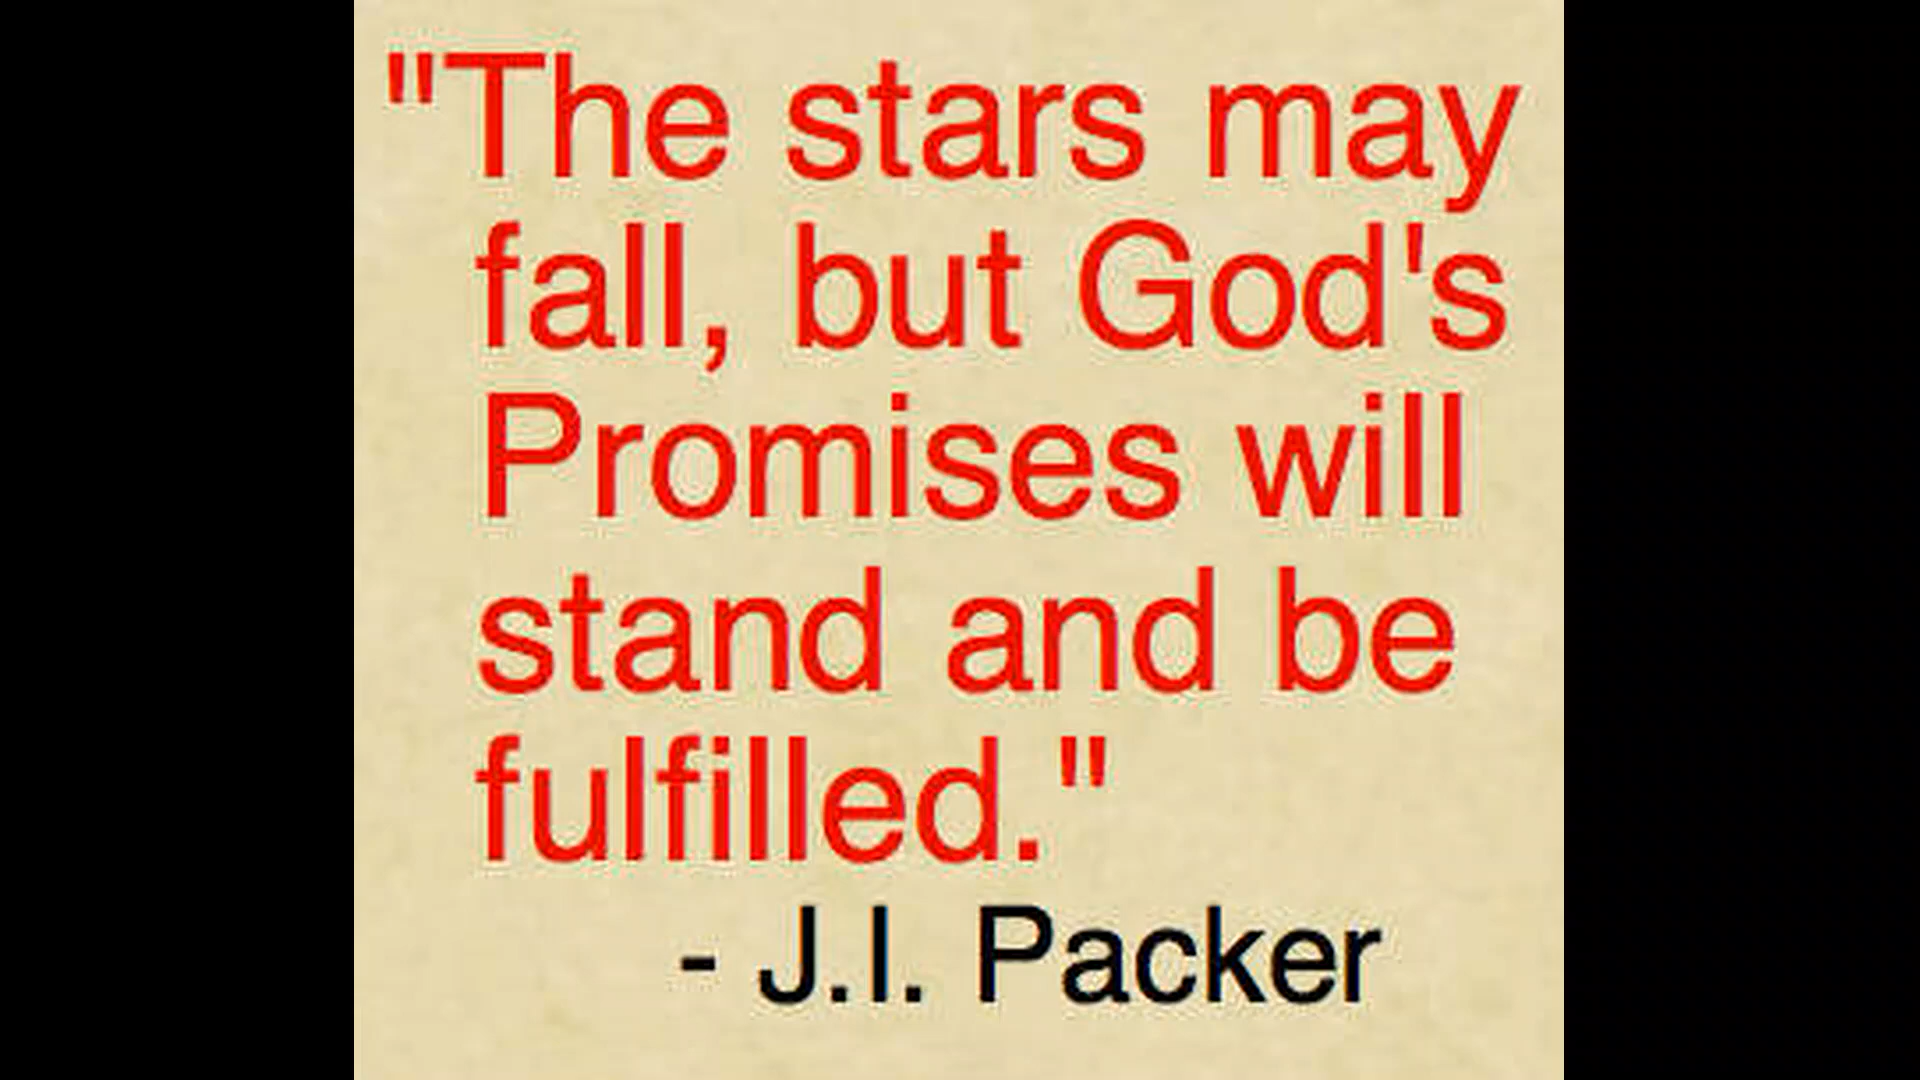 "The stars may
fall, but God's
Promises will
stand and be
fulfilled."
- J.I. Packer